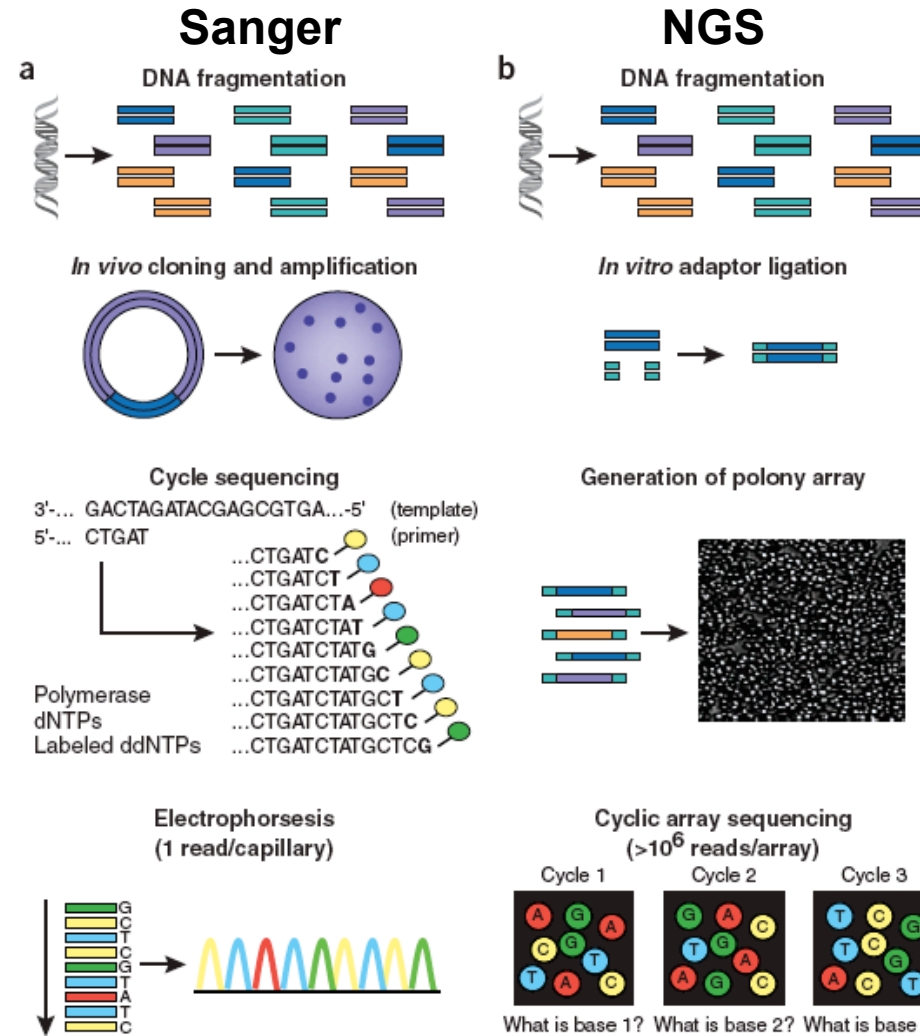 Sanger
NGS
a
DNA fragmentation
b
DNA fragmentation
In vivo cloning and amplification
In vitro adaptor ligation
Cycle sequencing
3'-... GACTAGATACGAGCGTGA...-5' (template)
5'-... CTGAT (primer)
...CTGATC
...CTGATCT
...CTGATCTA
...CTGATCTAT
...CTGATCTATG
...CTGATCTATGC
...CTGATCTATGCT
...CTGATCTATGCTC
...CTGATCTATGCTCG
Polymerase
dNTPs
Labeled ddNTPs
Generation of polony array
Electrophorsesis
(1 read/capillary)
G
C
T
C
G
T
A
T
C
Cyclic array sequencing
(>10⁶ reads/array)
Cycle 1
Cycle 2
Cycle 3
A G A
C G T
T A C
G A C
T G A
A G C
T C G
T C G
A C T
What is base 1?
What is base 2?
What is base